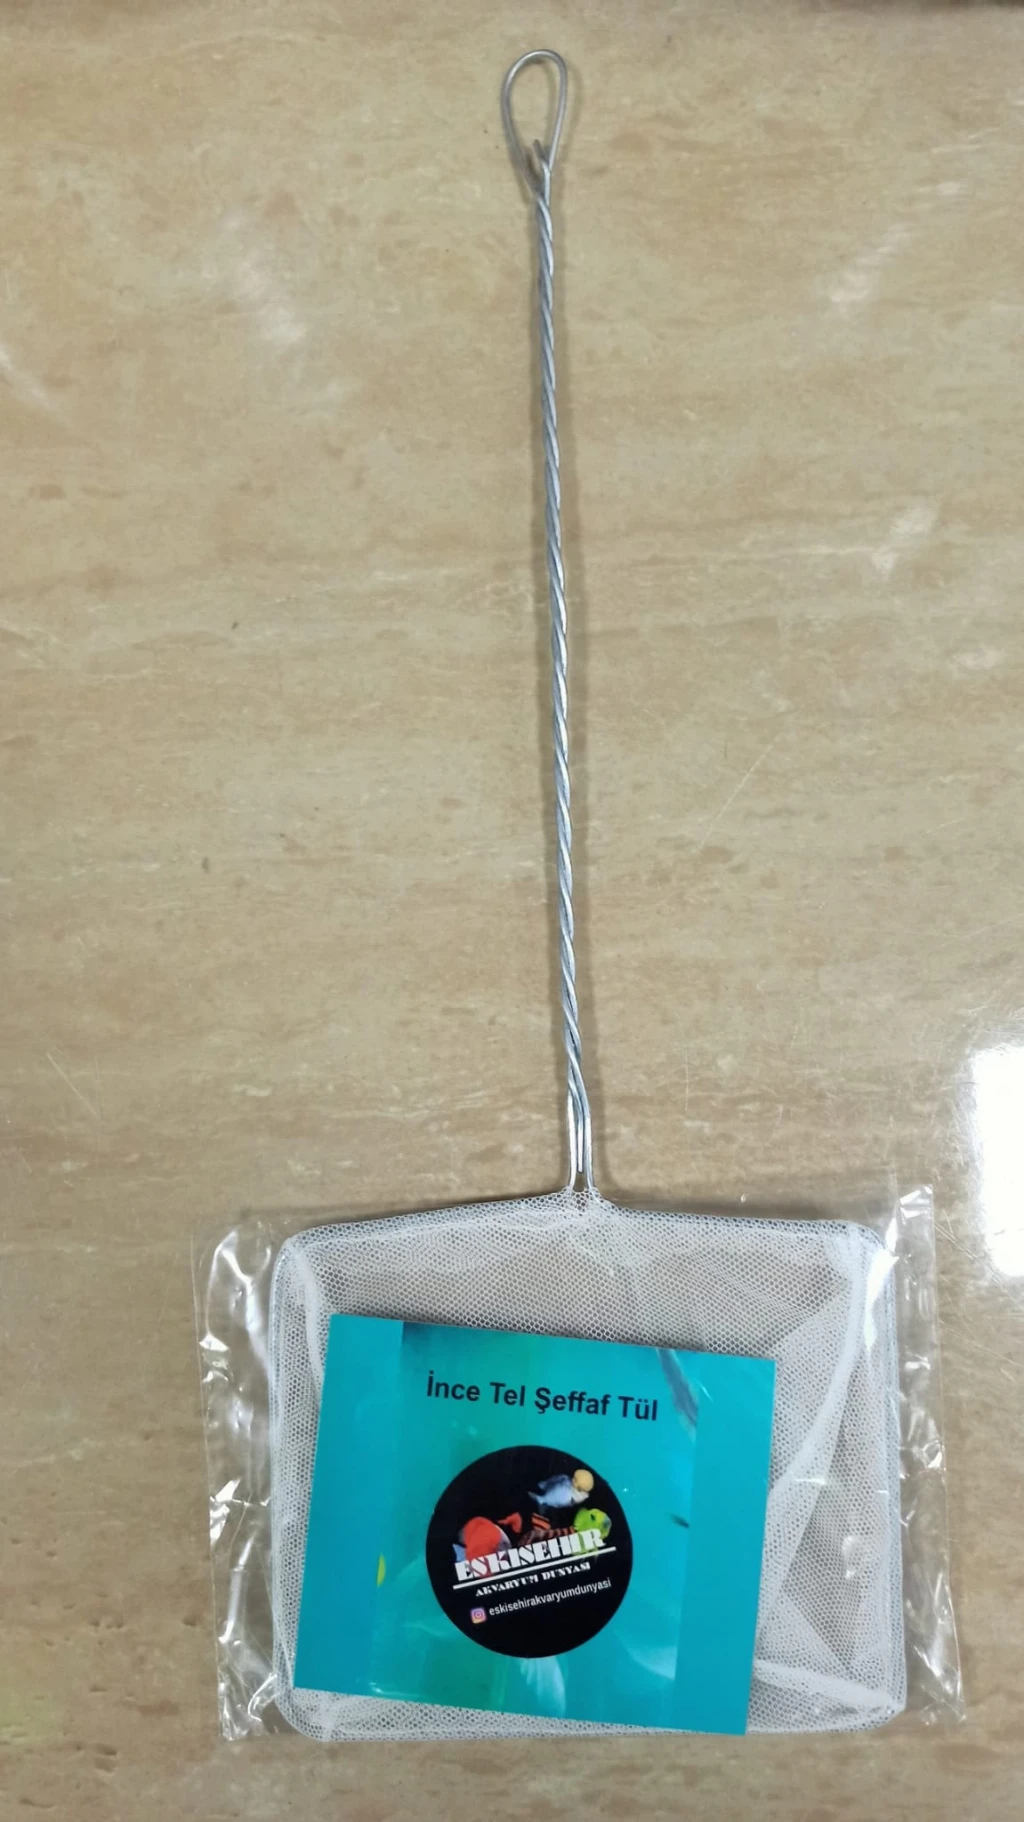 İnce Tel Şeffaf Tül
ESKISEHIR
AKVARYUM DUNYASI
eskisehirakvaryumdunyasi